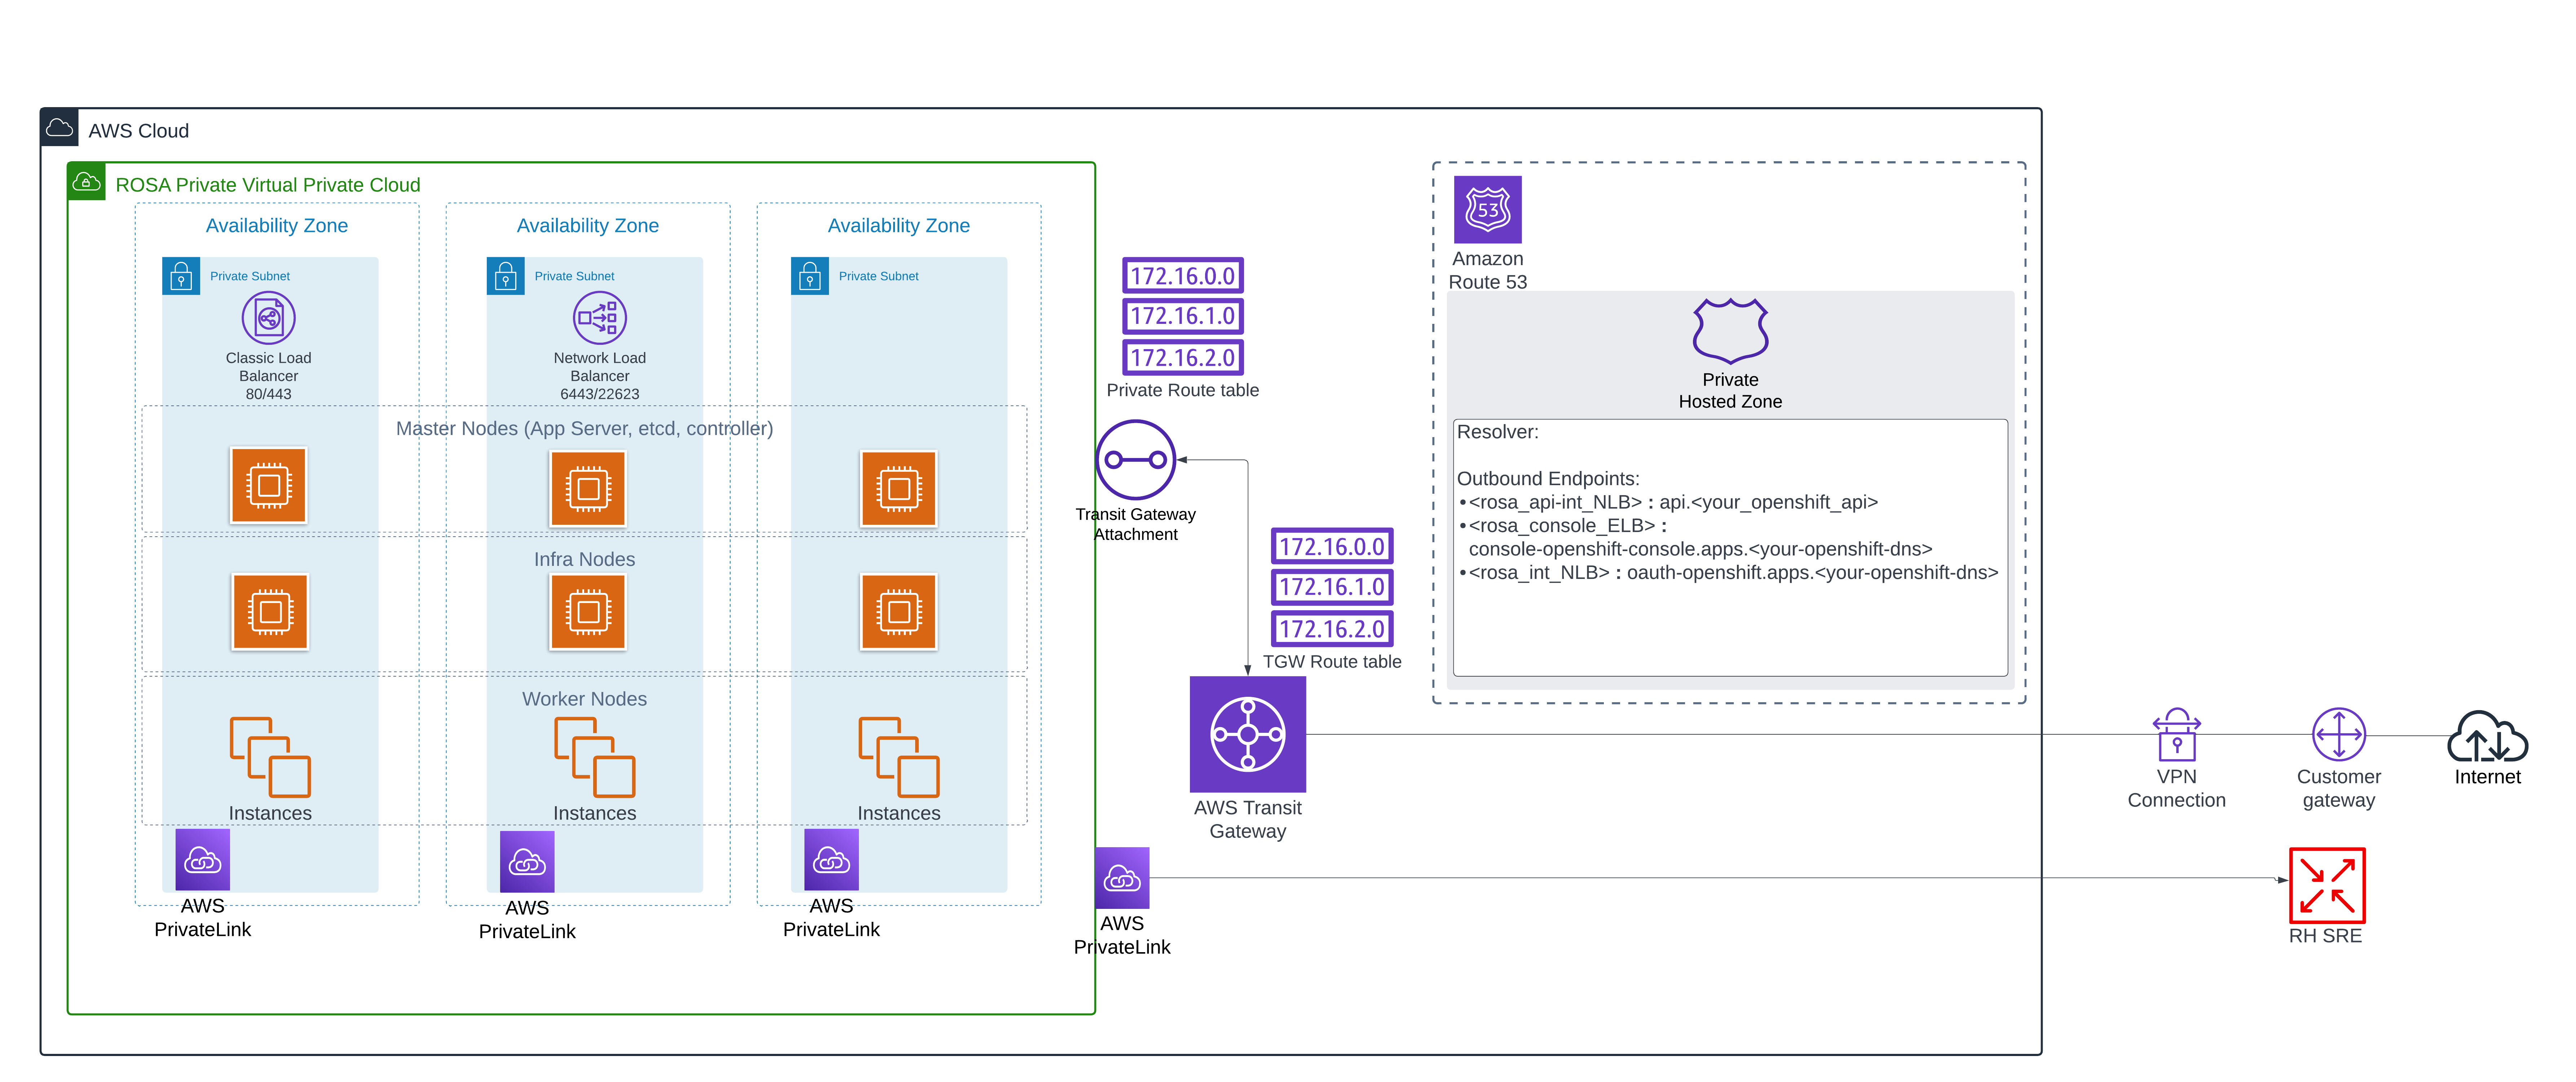 AWS Cloud
ROSA Private Virtual Private Cloud
Availability Zone
Availability Zone
Availability Zone
Private Subnet
Private Subnet
Private Subnet
Classic Load
Balancer
80/443
Network Load
Balancer
6443/22623
Master Nodes (App Server, etcd, controller)
Infra Nodes
Worker Nodes
Instances
Instances
Instances
AWS
PrivateLink
AWS
PrivateLink
AWS
PrivateLink
172.16.0.0
172.16.1.0
172.16.2.0
Private Route table
Transit Gateway
Attachment
172.16.0.0
172.16.1.0
172.16.2.0
TGW Route table
AWS Transit
Gateway
AWS
PrivateLink
53
Amazon
Route 53
Private
Hosted Zone
Resolver:
Outbound Endpoints:
•<rosa_api-int_NLB> : api.<your_openshift_api>
•<rosa_console_ELB> :
console-openshift-console.apps.<your-openshift-dns>
•<rosa_int_NLB> : oauth-openshift.apps.<your-openshift-dns>
VPN
Connection
Customer
gateway
Internet
RH SRE